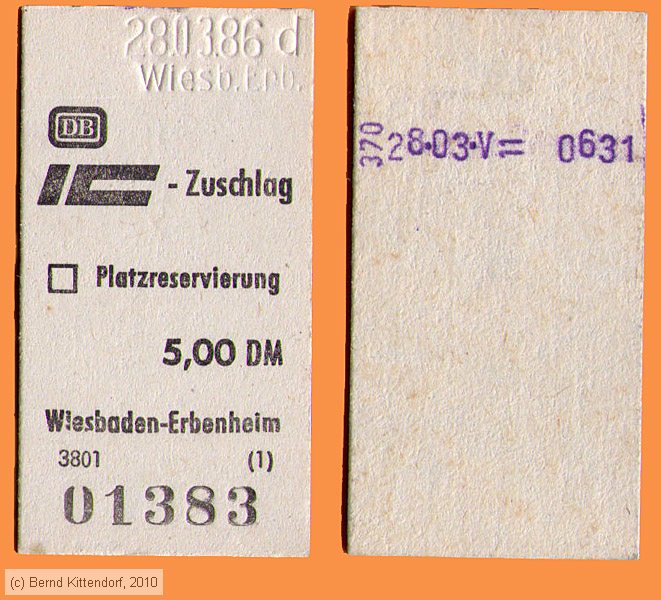 28.03.86 d
Wiesb.Erb.
DB
IC - Zuschlag
Platzreservierung
5,00 DM
Wiesbaden-Erbenheim
3801 (1)
01383
370 28•03•V= 0631
(c) Bernd Kittendorf, 2010